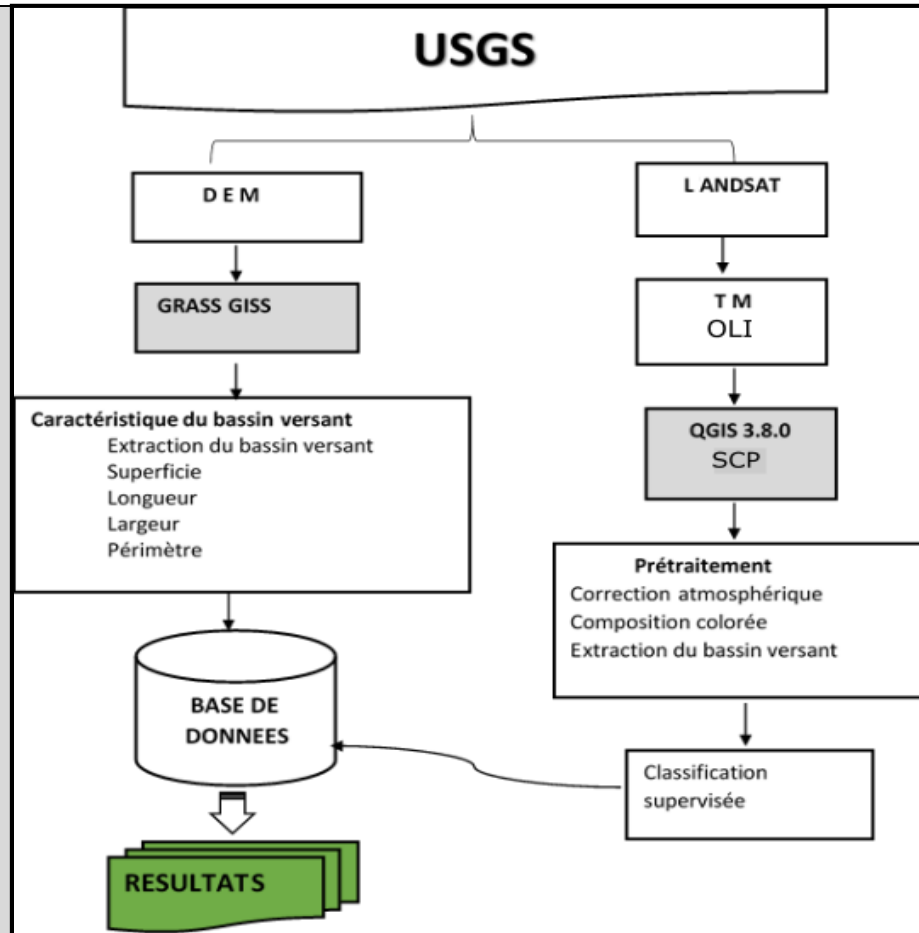 USGS
D E M
GRASS GISS
Caractéristique du bassin versant
Extraction du bassin versant
Superficie
Longueur
Largeur
Périmètre
BASE DE
DONNEES
RESULTATS
L ANDSAT
T M
OLI
QGIS 3.8.0
SCP
Prétraitement
Correction atmosphérique
Composition colorée
Extraction du bassin versant
Classification
supervisée